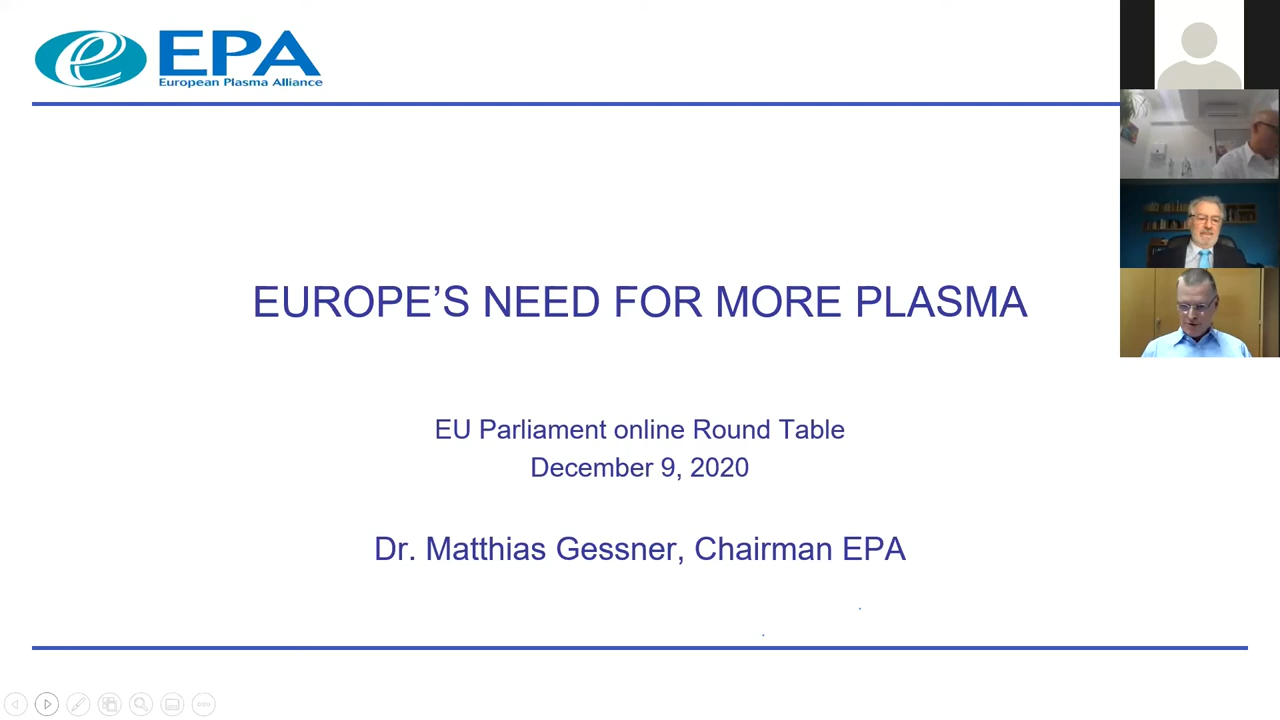 EPA
European Plasma Alliance
EUROPE'S NEED FOR MORE PLASMA
EU Parliament online Round Table
December 9, 2020
Dr. Matthias Gessner, Chairman EPA